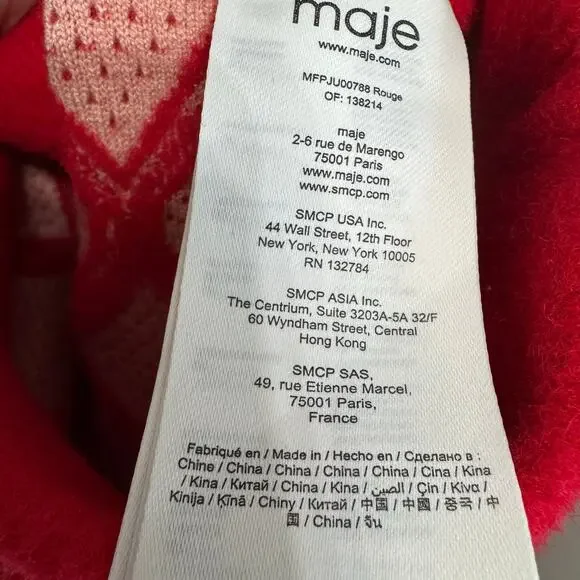 maje
www.maje.com
MFPJU00788 Rouge
OF: 138214
maje
2-6 rue de Marengo
75001 Paris
www.maje.com
www.smcp.com
SMCP USA Inc.
44 Wall Street, 12th Floor
New York, New York 10005
RN 132784
SMCP ASIA Inc.
The Centrium, Suite 3203A-5A 32/F
60 Wyndham Street, Central
Hong Kong
SMCP SAS,
49, rue Etienne Marcel,
75001 Paris,
France
Fabriqué en / Made in / Hecho en / Сделано в :
Chine / China / China / China / China / Cina / Kina
/ Kina / Китай / China / Kina / الصين / Çin / Κίνα /
Kinija / Ķīnā / Chiny / Китай / 中国 / 中國 / 중국 / 中
国 / China / จีน